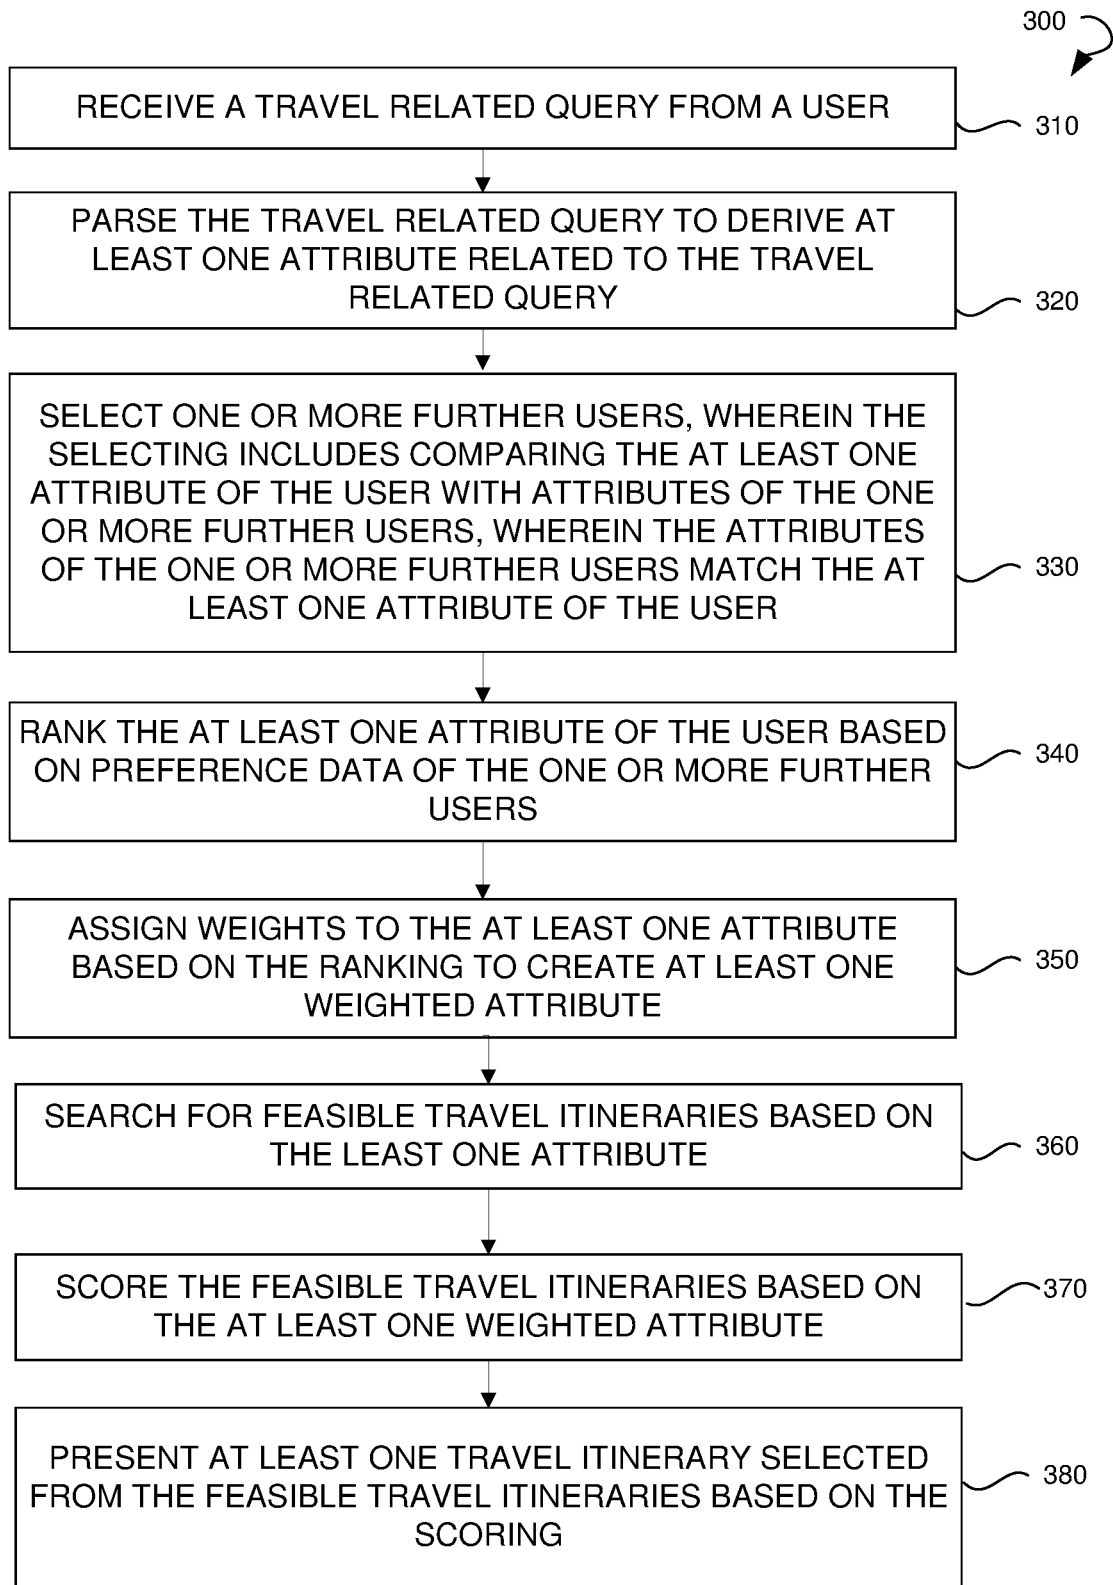 300
RECEIVE A TRAVEL RELATED QUERY FROM A USER
310
PARSE THE TRAVEL RELATED QUERY TO DERIVE AT
LEAST ONE ATTRIBUTE RELATED TO THE TRAVEL
RELATED QUERY
320
SELECT ONE OR MORE FURTHER USERS, WHEREIN THE
SELECTING INCLUDES COMPARING THE AT LEAST ONE
ATTRIBUTE OF THE USER WITH ATTRIBUTES OF THE ONE
OR MORE FURTHER USERS, WHEREIN THE ATTRIBUTES
OF THE ONE OR MORE FURTHER USERS MATCH THE AT
LEAST ONE ATTRIBUTE OF THE USER
330
RANK THE AT LEAST ONE ATTRIBUTE OF THE USER BASED
ON PREFERENCE DATA OF THE ONE OR MORE FURTHER
USERS
340
ASSIGN WEIGHTS TO THE AT LEAST ONE ATTRIBUTE
BASED ON THE RANKING TO CREATE AT LEAST ONE
WEIGHTED ATTRIBUTE
350
SEARCH FOR FEASIBLE TRAVEL ITINERARIES BASED ON
THE LEAST ONE ATTRIBUTE
360
SCORE THE FEASIBLE TRAVEL ITINERARIES BASED ON
THE AT LEAST ONE WEIGHTED ATTRIBUTE
370
PRESENT AT LEAST ONE TRAVEL ITINERARY SELECTED
FROM THE FEASIBLE TRAVEL ITINERARIES BASED ON THE
SCORING
380